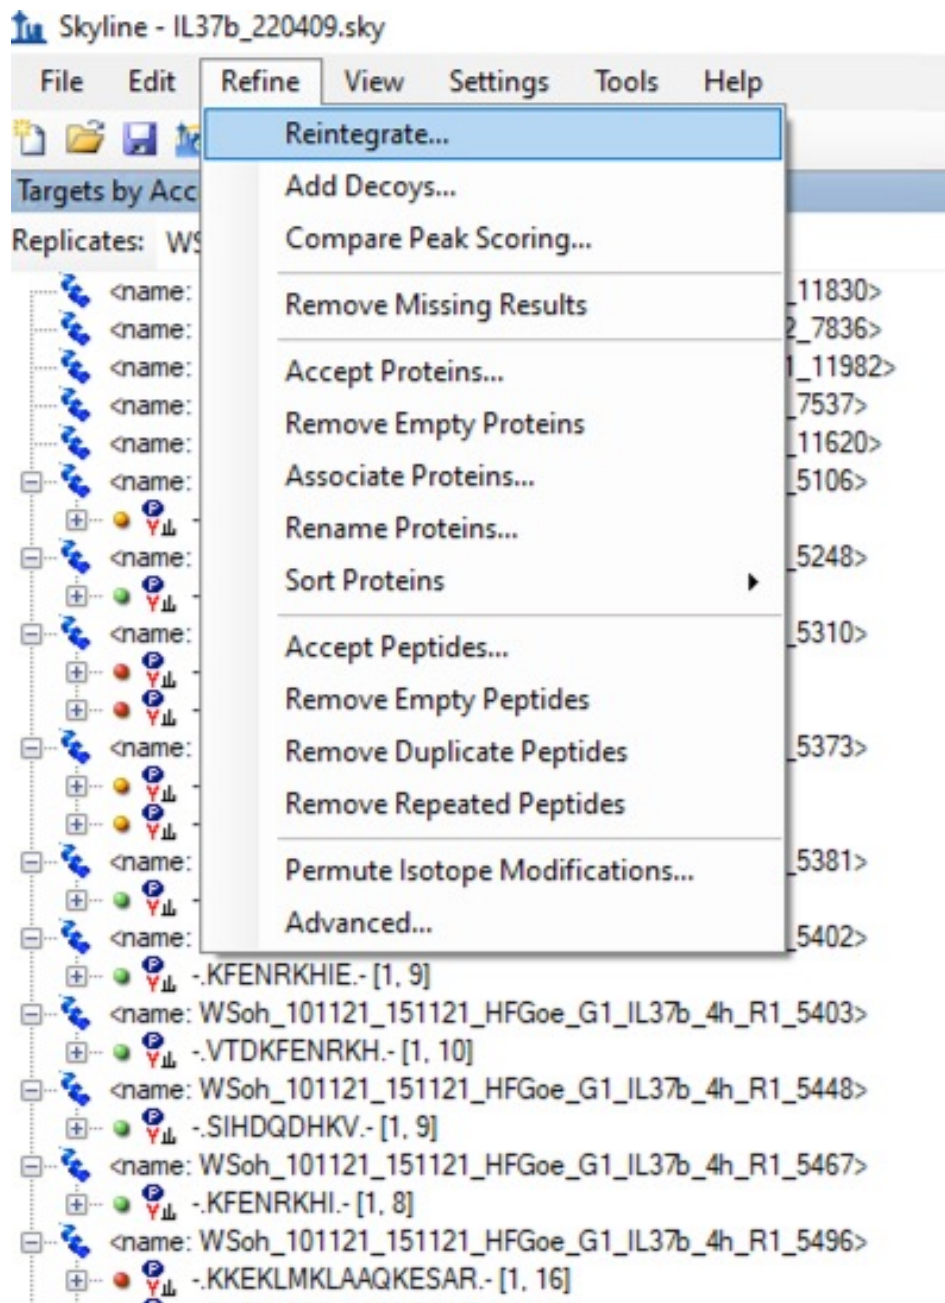 Skyline - IL37b_220409.sky
File Edit Refine View Settings Tools Help
Reintegrate...
Add Decoys...
Targets by Acc
Compare Peak Scoring...
Replicates: WS
<name: _11830>
Remove Missing Results
<name: 2_7836>
<name: 1_11982>
Accept Proteins...
<name: _7537>
Remove Empty Proteins
<name: _11620>
Associate Proteins...
<name: _5106>
Rename Proteins...
<name: _5248>
Sort Proteins
<name: _5310>
Accept Peptides...
Remove Empty Peptides
<name: _5373>
Remove Duplicate Peptides
Remove Repeated Peptides
<name: _5381>
Permute Isotope Modifications...
Advanced...
<name: _5402>
-.KFENRKHIE.- [1, 9]
<name: WSoh_101121_151121_HFGoe_G1_IL37b_4h_R1_5403>
-.VTDKFENRKH.- [1, 10]
<name: WSoh_101121_151121_HFGoe_G1_IL37b_4h_R1_5448>
-.SIHDQDHKV.- [1, 9]
<name: WSoh_101121_151121_HFGoe_G1_IL37b_4h_R1_5467>
-.KFENRKHI.- [1, 8]
<name: WSoh_101121_151121_HFGoe_G1_IL37b_4h_R1_5496>
-.KKEKLMKLAAQKESAR.- [1, 16]